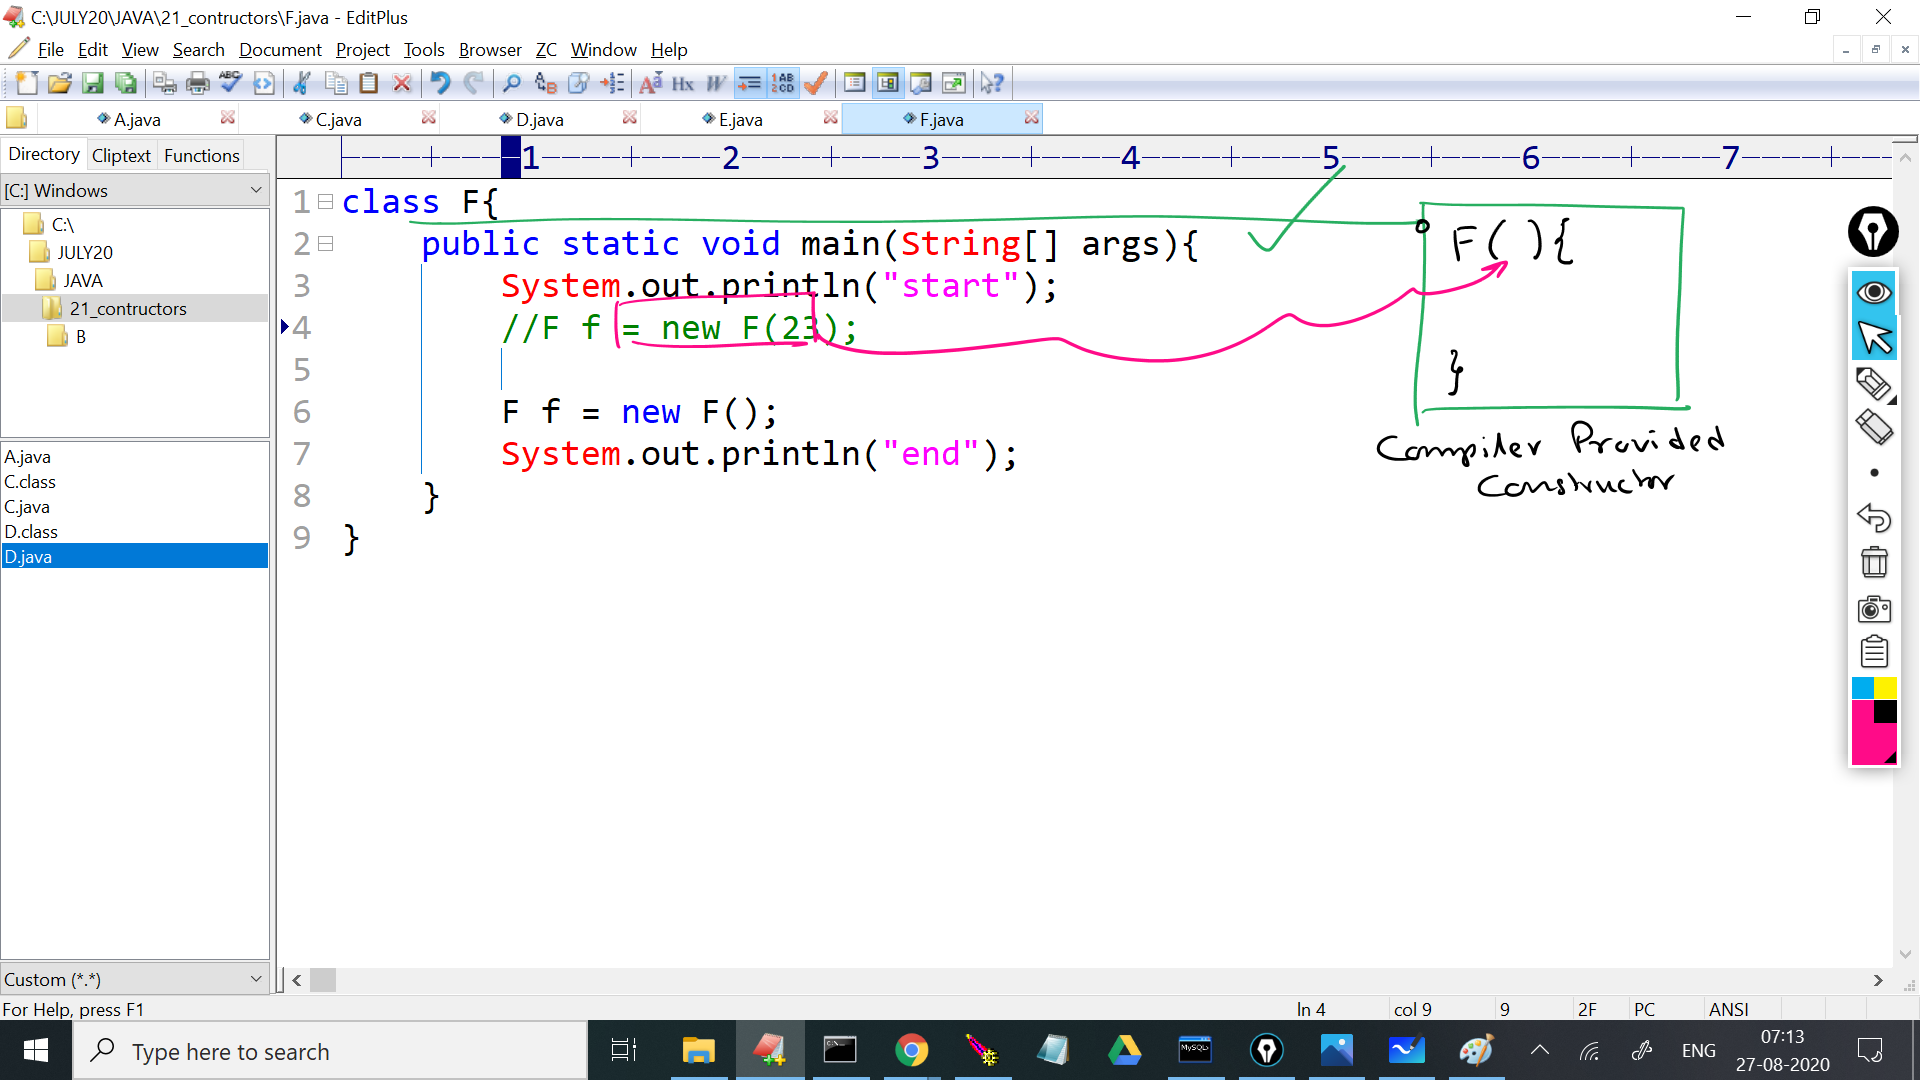 C:\JULY20\JAVA\21_contructors\F.java - EditPlus
File Edit View Search Document Project Tools Browser ZC Window Help
A.java C.java D.java E.java F.java
Directory Cliptext Functions
[C:] Windows
C:\
JULY20
JAVA
21_contructors
B
A.java
C.class
C.java
D.class
D.java
Custom (*.*)
1 2 3 4 5 6 7
1 class F{
2 public static void main(String[] args){
3 System.out.println("start");
4 //F f = new F(23);
5
6 F f = new F();
7 System.out.println("end");
8 }
9 }
F( ){
}
Compiler Provided
Constructor
For Help, press F1 ln 4 col 9 9 2F PC ANSI
Type here to search
MySQL
ENG
07:13
27-08-2020